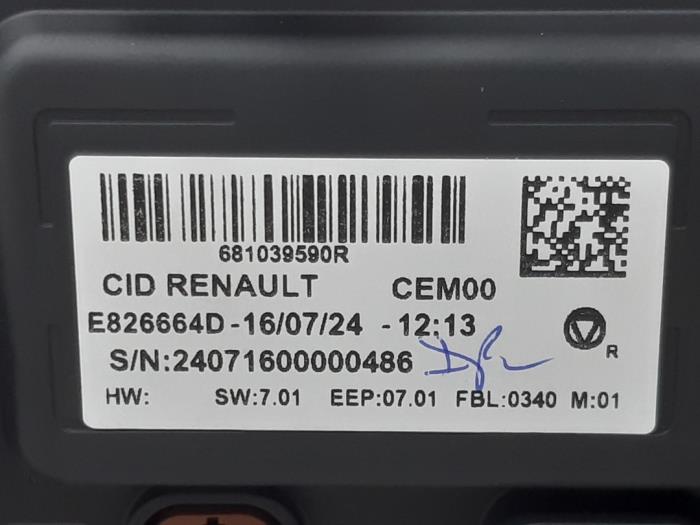 681039590R
CID RENAULT CEM00
E826664D-16/07/24 -12:13
S/N:24071600000486
R
HW: SW:7.01 EEP:07.01 FBL:0340 M:01